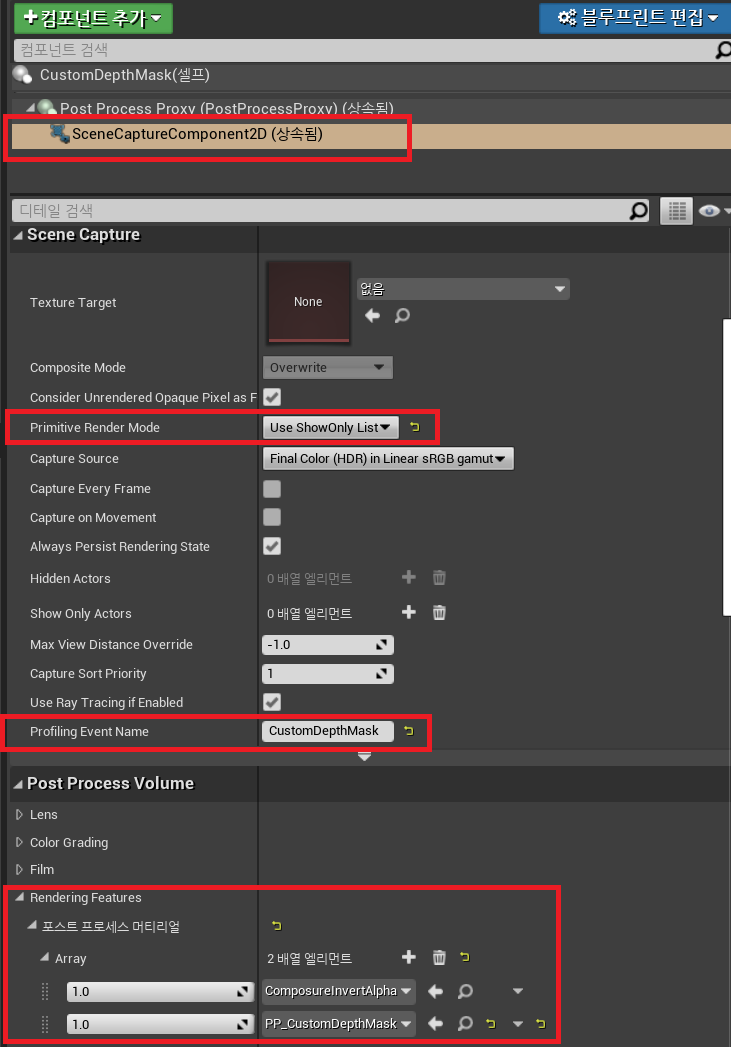 컴포넌트 추가
블루프린트 편집
컴포넌트 검색
CustomDepthMask(셀프)
Post Process Proxy (PostProcessProxy) (상속됨)
SceneCaptureComponent2D (상속됨)
디테일 검색
Scene Capture
Texture Target
None
없음
Composite Mode
Overwrite
Consider Unrendered Opaque Pixel as F
Primitive Render Mode
Use ShowOnly List
Capture Source
Final Color (HDR) in Linear sRGB gamut
Capture Every Frame
Capture on Movement
Always Persist Rendering State
Hidden Actors
0 배열 엘리먼트
Show Only Actors
0 배열 엘리먼트
Max View Distance Override
-1.0
Capture Sort Priority
1
Use Ray Tracing if Enabled
Profiling Event Name
CustomDepthMask
Post Process Volume
Lens
Color Grading
Film
Rendering Features
포스트 프로세스 머티리얼
Array
2 배열 엘리먼트
1.0
ComposureInvertAlpha
1.0
PP_CustomDepthMask